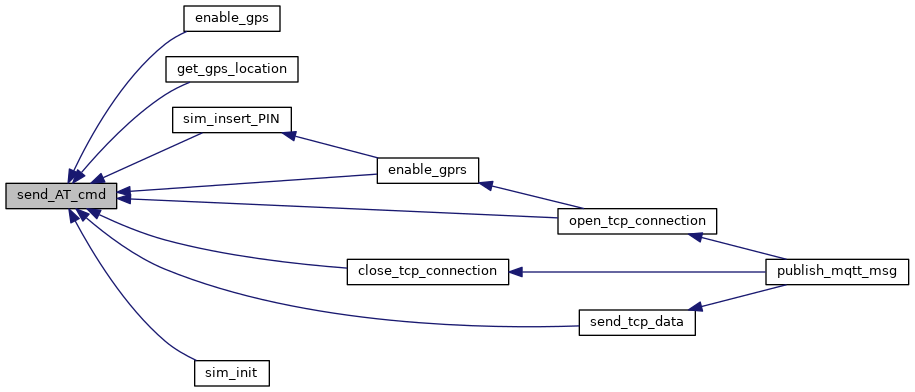 enable_gps
get_gps_location
sim_insert_PIN
enable_gprs
send_AT_cmd
open_tcp_connection
close_tcp_connection
publish_mqtt_msg
send_tcp_data
sim_init